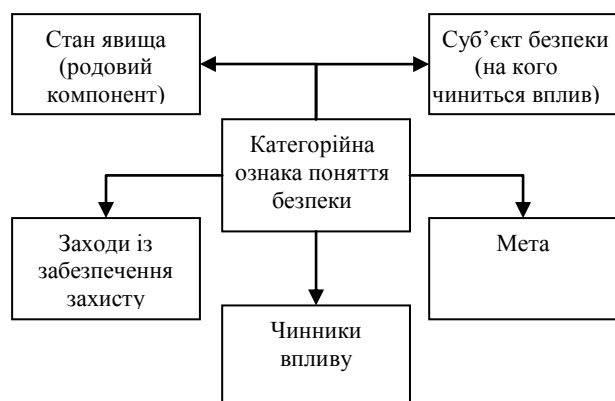 Стан явища
(родовий
компонент)
Суб’єкт безпеки
(на кого
чиниться вплив)
Категорійна
ознака поняття
безпеки
Заходи із
забезпечення
захисту
Мета
Чинники
впливу